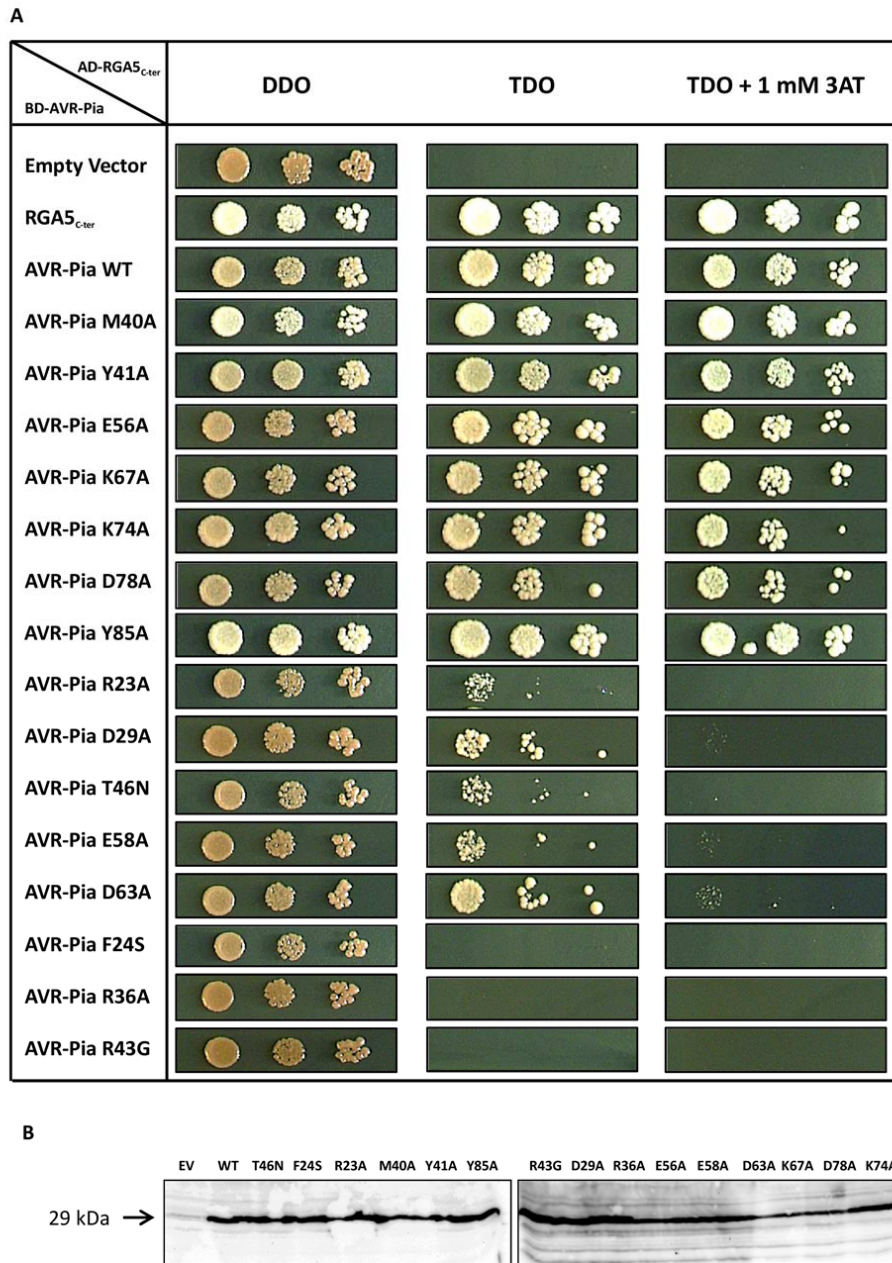 A
AD-RGA5C-ter
BD-AVR-Pia
DDO
TDO
TDO + 1 mM 3AT
Empty Vector
RGA5C-ter
AVR-Pia WT
AVR-Pia M40A
AVR-Pia Y41A
AVR-Pia E56A
AVR-Pia K67A
AVR-Pia K74A
AVR-Pia D78A
AVR-Pia Y85A
AVR-Pia R23A
AVR-Pia D29A
AVR-Pia T46N
AVR-Pia E58A
AVR-Pia D63A
AVR-Pia F24S
AVR-Pia R36A
AVR-Pia R43G
B
EV WT T46N F24S R23A M40A Y41A Y85A R43G D29A R36A E56A E58A D63A K67A D78A K74A
29 kDa